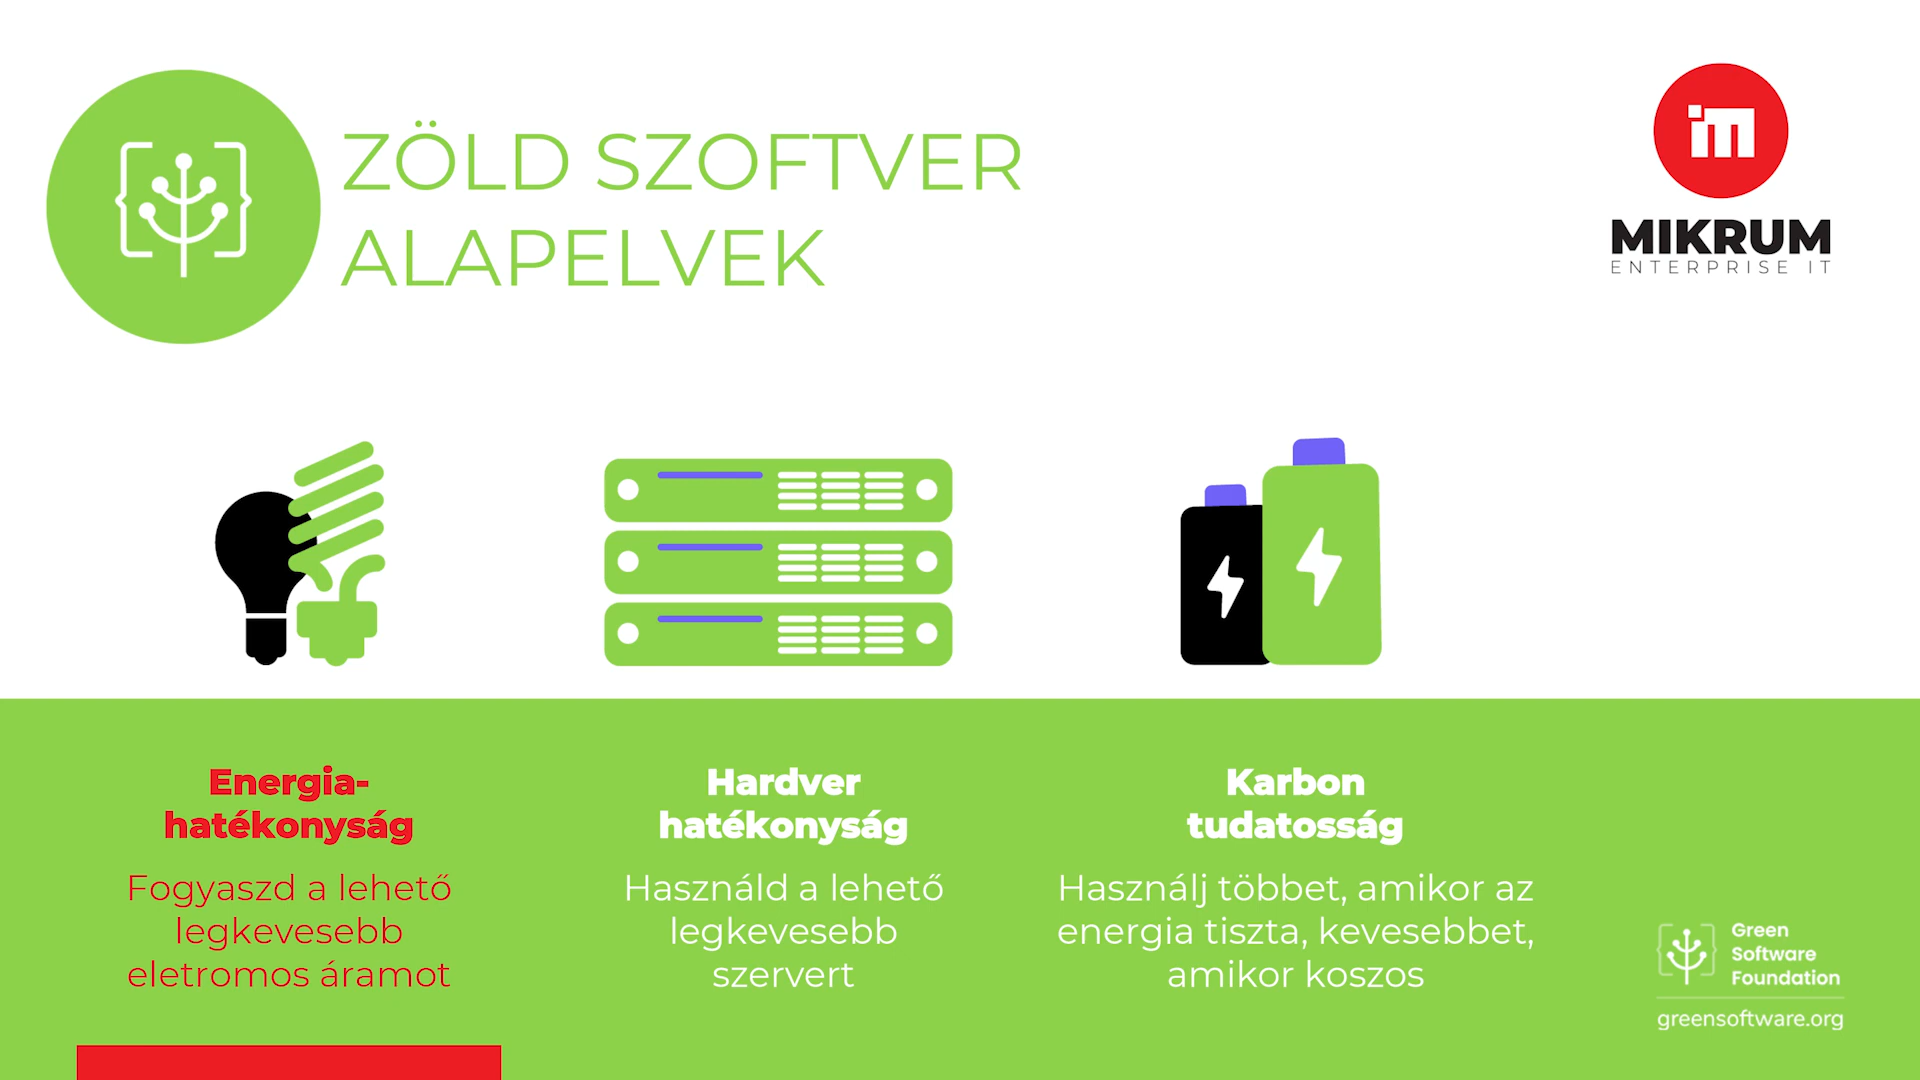 ZÖLD SZOFTVER
ALAPELVEK
MIKRUM
ENTERPRISE IT
Energia-
hatékonyság
Fogyaszd a lehető
legkevesebb
eletromos áramot
Hardver
hatékonyság
Használd a lehető
legkevesebb
szervert
Karbon
tudatosság
Használj többet, amikor az
energia tiszta, kevesebbet,
amikor koszos
Green
Software
Foundation
greensoftware.org